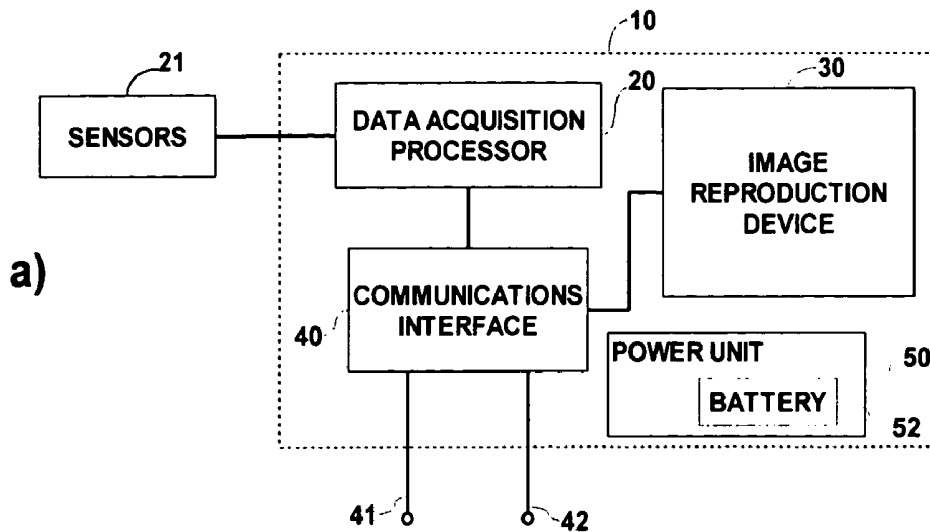 10
21
SENSORS
20
DATA ACQUISITION
PROCESSOR
30
IMAGE
REPRODUCTION
DEVICE
a)
40
COMMUNICATIONS
INTERFACE
POWER UNIT
50
BATTERY
52
41
42